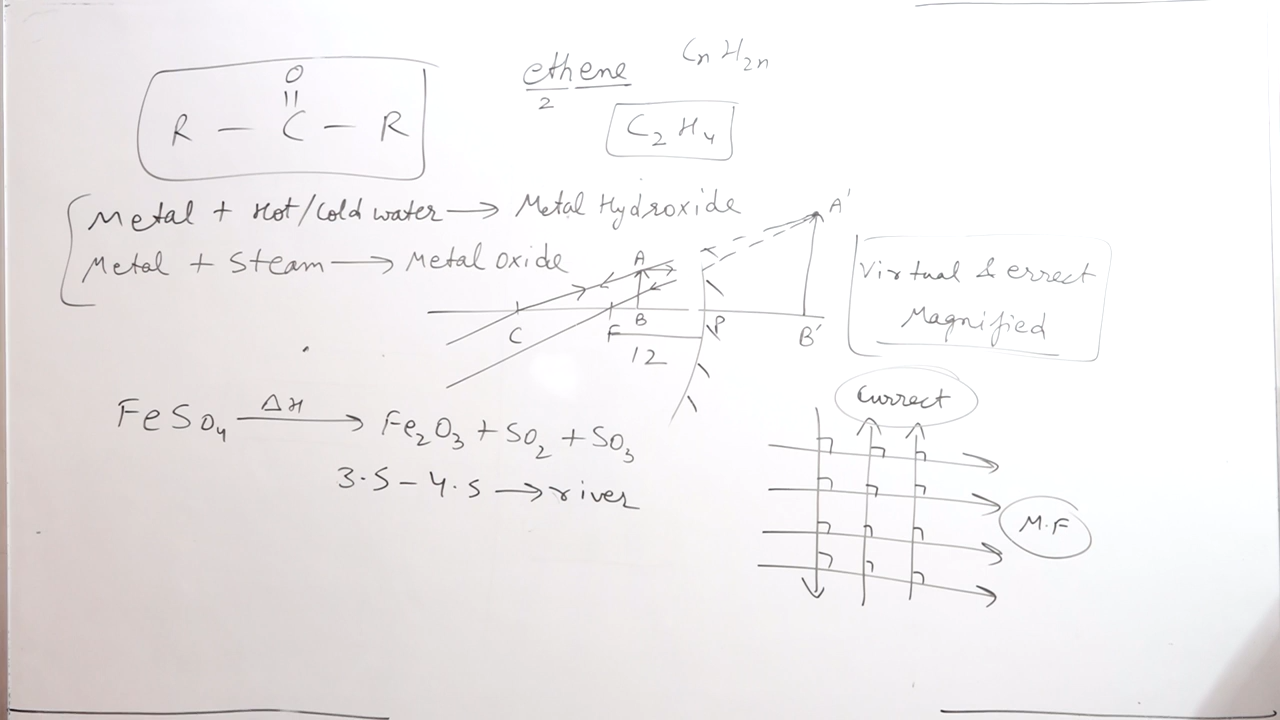 O
||
R — C — R
ethene
2
CnH2n
C2H4
Metal + Hot/Cold water → Metal Hydroxide
Metal + Steam → Metal oxide
A
A'
C
F
B
P
B'
12
Virtual & errect
Magnified
FeSO4 ΔH → Fe2O3 + SO2 + SO3
3.5 - 4.5 → river
Currect
M.F